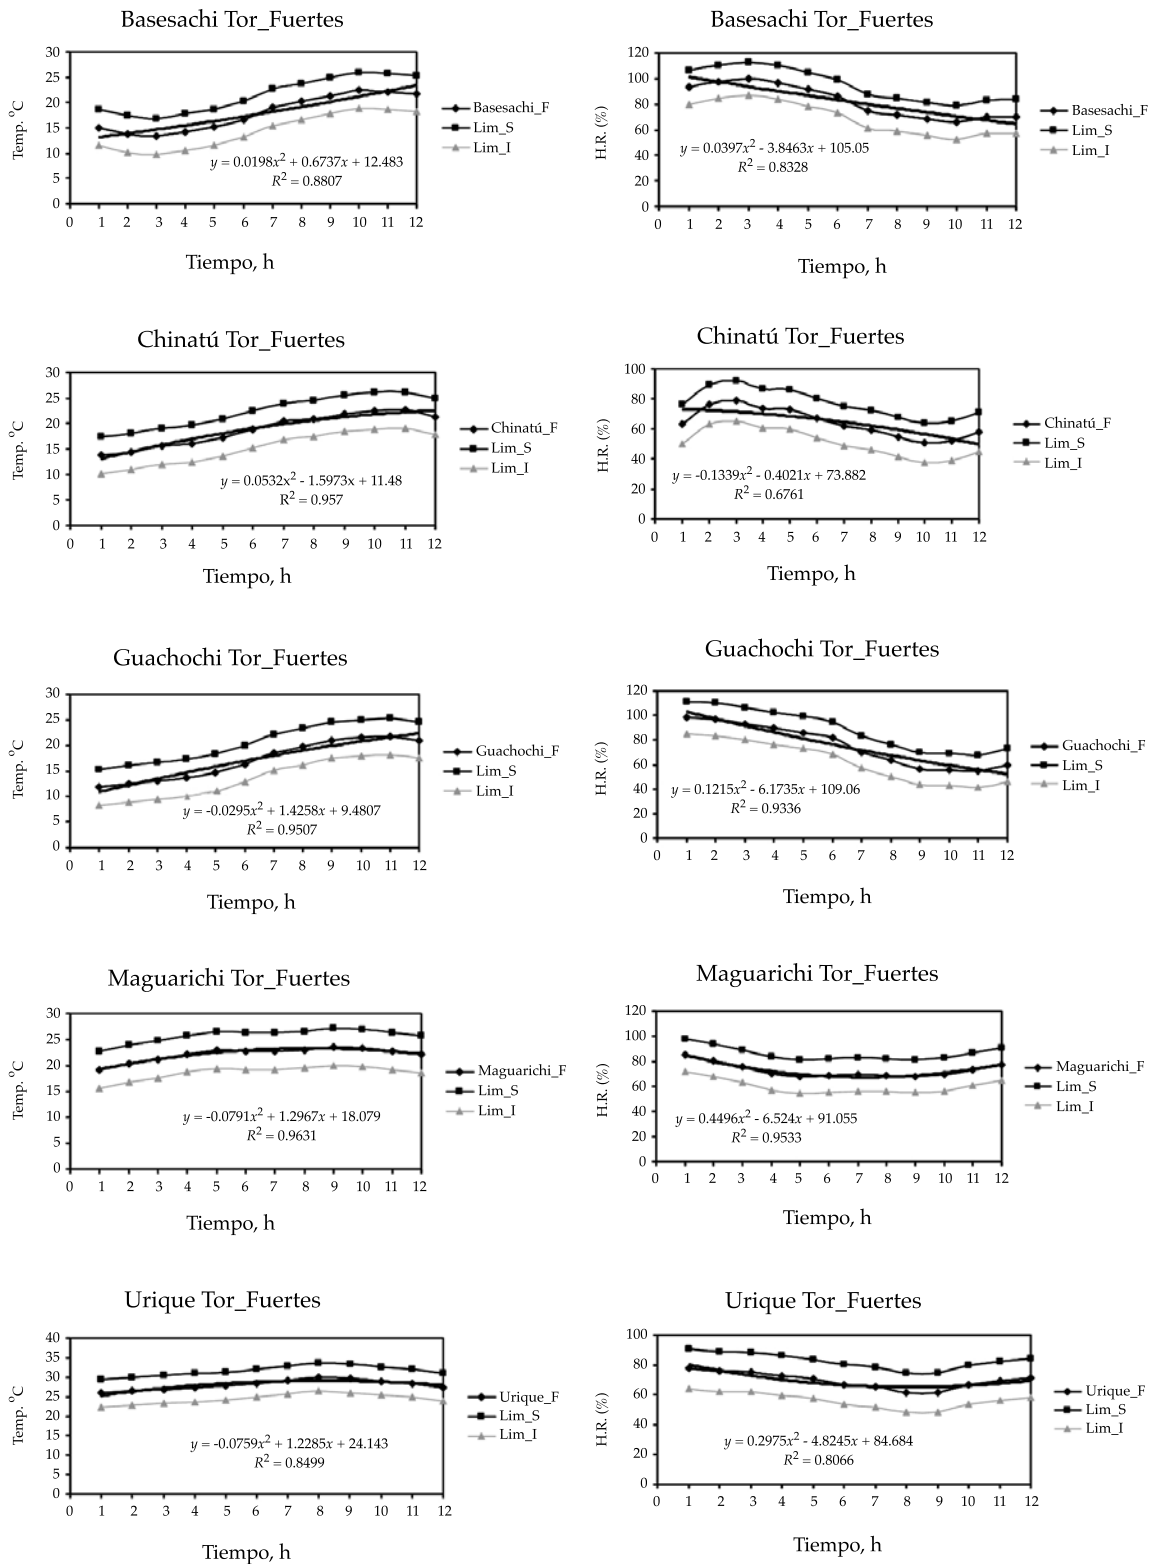 Basesachi Tor_Fuertes
30
25
20
15
10
5
0
Temp. °C
0 1 2 3 4 5 6 7 8 9 10 11 12
Tiempo, h
y = 0.0198x² + 0.6737x + 12.483
R² = 0.8807
Basesachi_F
Lim_S
Lim_I
Basesachi Tor_Fuertes
120
100
80
60
40
20
0
H.R. (%)
0 1 2 3 4 5 6 7 8 9 10 11 12
Tiempo, h
y = 0.0397x² - 3.8463x + 105.05
R² = 0.8328
Basesachi_F
Lim_S
Lim_I
Chinatú Tor_Fuertes
30
25
20
15
10
5
0
Temp. °C
0 1 2 3 4 5 6 7 8 9 10 11 12
Tiempo, h
y = 0.0532x² - 1.5973x + 11.48
R² = 0.957
Chinatú_F
Lim_S
Lim_I
Chinatú Tor_Fuertes
100
80
60
40
20
0
H.R. (%)
0 1 2 3 4 5 6 7 8 9 10 11 12
Tiempo, h
y = -0.1339x² - 0.4021x + 73.882
R² = 0.6761
Chinatú_F
Lim_S
Lim_I
Guachochi Tor_Fuertes
30
25
20
15
10
5
0
Temp. °C
0 1 2 3 4 5 6 7 8 9 10 11 12
Tiempo, h
y = -0.0295x² + 1.4258x + 9.4807
R² = 0.9507
Guachochi_F
Lim_S
Lim_I
Guachochi Tor_Fuertes
120
100
80
60
40
20
0
H.R. (%)
0 1 2 3 4 5 6 7 8 9 10 11 12
Tiempo, h
y = 0.1215x² - 6.1735x + 109.06
R² = 0.9336
Guachochi_F
Lim_S
Lim_I
Maguarichi Tor_Fuertes
30
25
20
15
10
5
0
Temp. °C
0 1 2 3 4 5 6 7 8 9 10 11 12
Tiempo, h
y = -0.0791x² + 1.2967x + 18.079
R² = 0.9631
Maguarichi_F
Lim_S
Lim_I
Maguarichi Tor_Fuertes
120
100
80
60
40
20
0
H.R. (%)
0 1 2 3 4 5 6 7 8 9 10 11 12
Tiempo, h
y = 0.4496x² - 6.524x + 91.055
R² = 0.9533
Maguarichi_F
Lim_S
Lim_I
Urique Tor_Fuertes
40
35
30
25
20
15
10
5
0
Temp. °C
0 1 2 3 4 5 6 7 8 9 10 11 12
Tiempo, h
y = -0.0759x² + 1.2285x + 24.143
R² = 0.8499
Urique_F
Lim_S
Lim_I
Urique Tor_Fuertes
100
80
60
40
20
0
H.R. (%)
0 1 2 3 4 5 6 7 8 9 10 11 12
Tiempo, h
y = 0.2975x² - 4.8245x + 84.684
R² = 0.8066
Urique_F
Lim_S
Lim_I